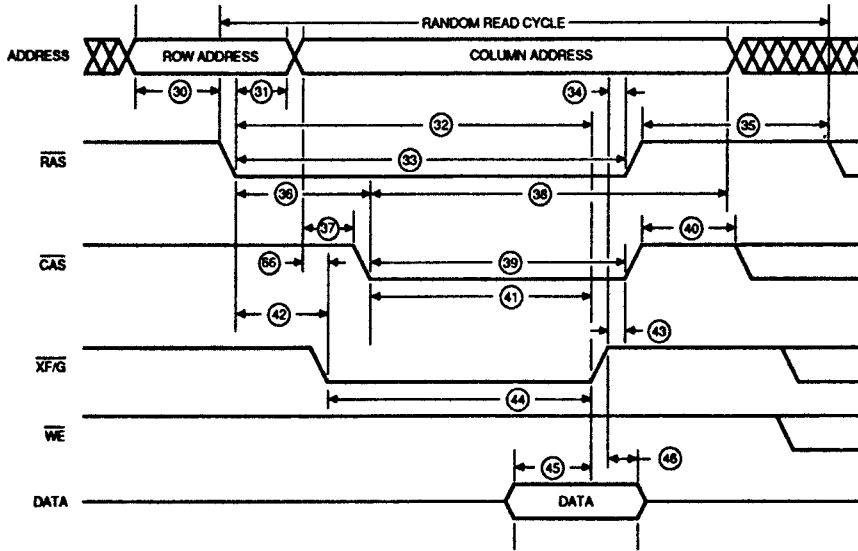 RANDOM READ CYCLE
ADDRESS ROW ADDRESS COLUMN ADDRESS
30 31 34
32 35
RAS 33
36 38
37 40
CAS 66 39
42 41
43
XF/G
44
WE
45 46
DATA DATA